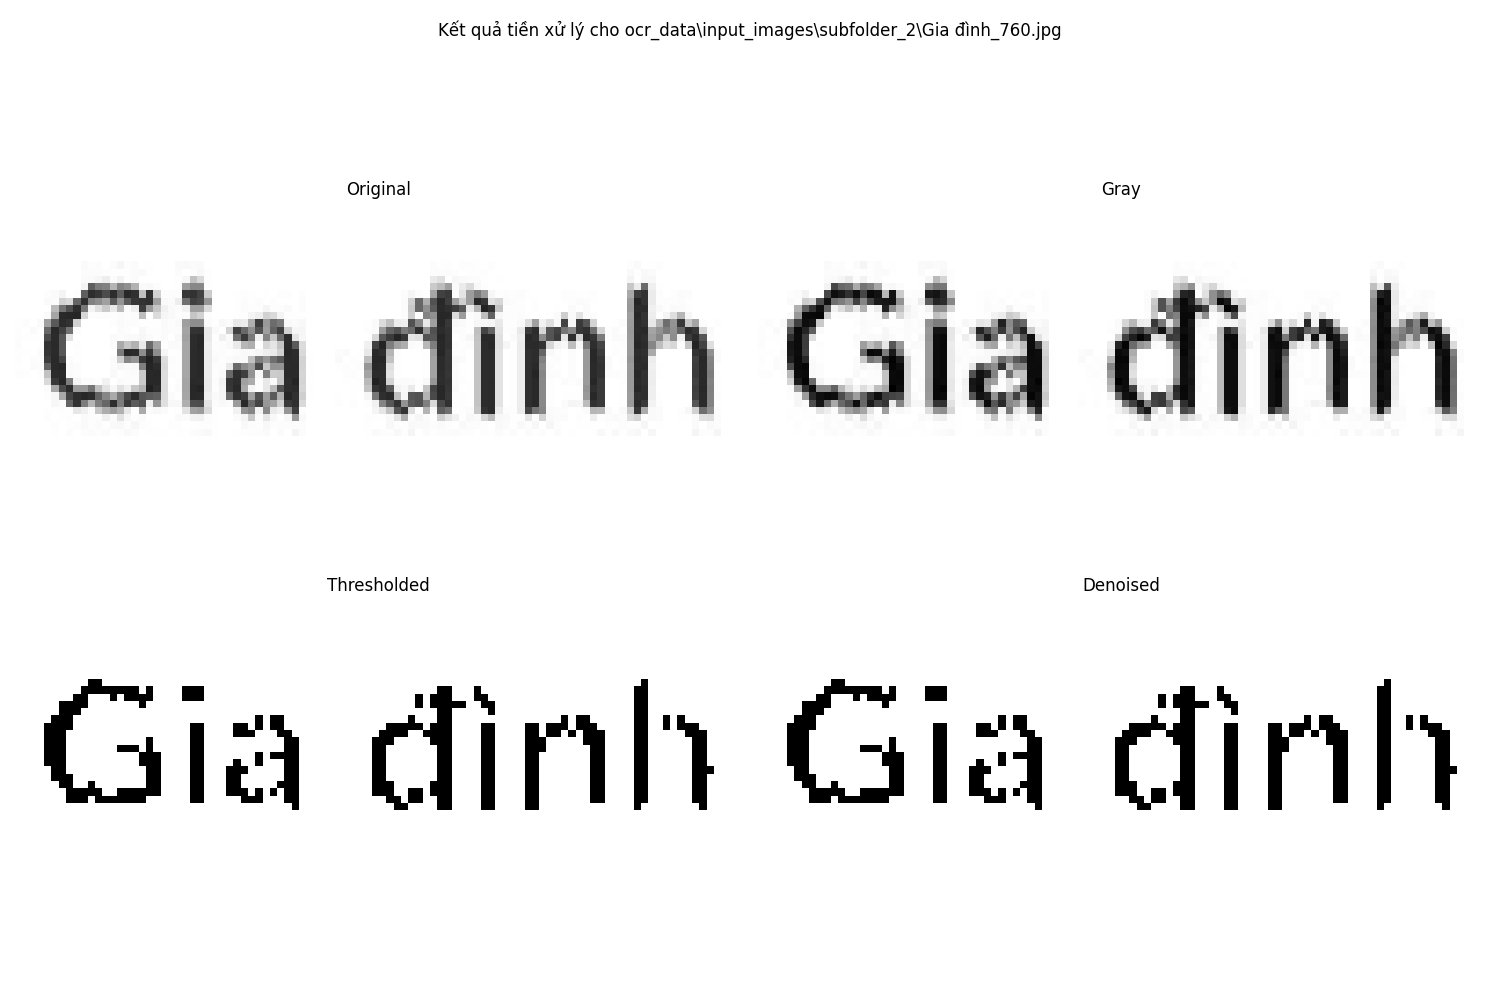 Kết quả tiền xử lý cho ocr_data\input_images\subfolder_2\Gia đình_760.jpg
Original
Gray
Gia đình
Gia đình
Thresholded
Denoised
Gia đình
Gia đình